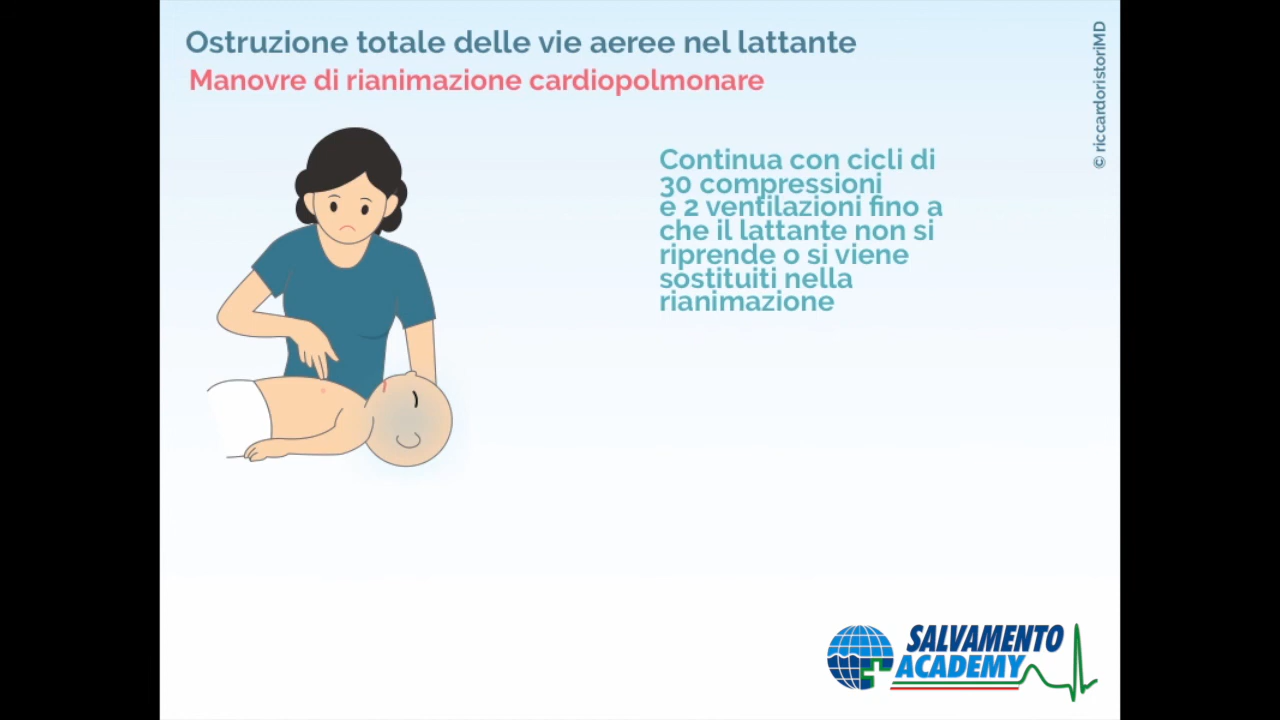 Ostruzione totale delle vie aeree nel lattante
Manovre di rianimazione cardiopolmonare
© riccardoristoriMD
Continua con cicli di
30 compressioni
e 2 ventilazioni fino a
che il lattante non si
riprende o si viene
sostituiti nella
rianimazione
SALVAMENTO
ACADEMY